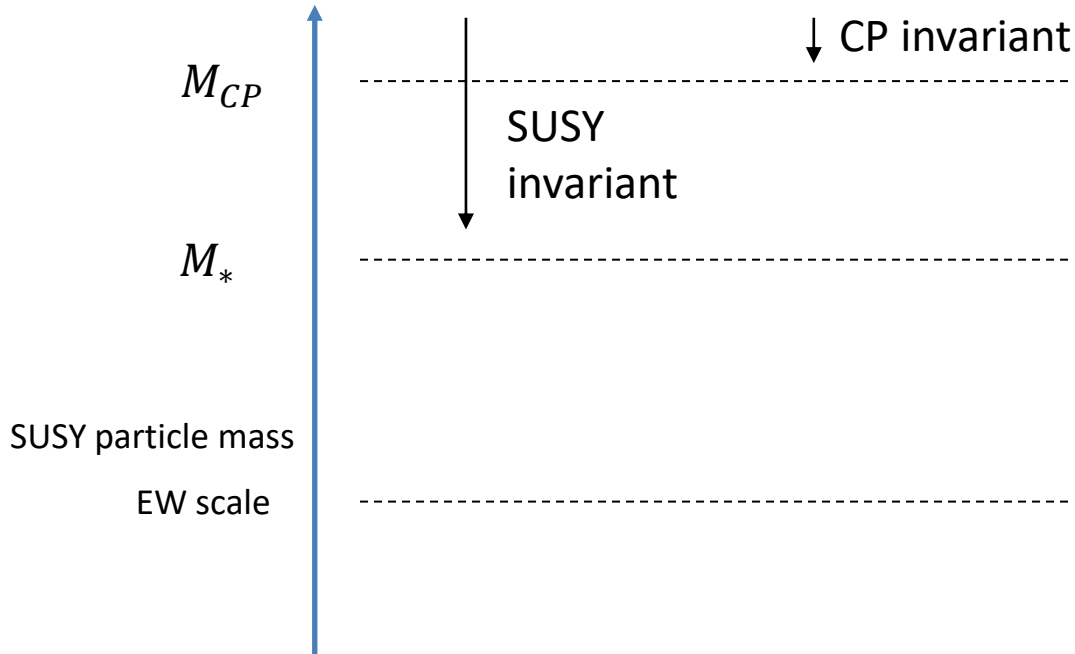 CP invariant
M_{CP}
SUSY
invariant
M_*
SUSY particle mass
EW scale